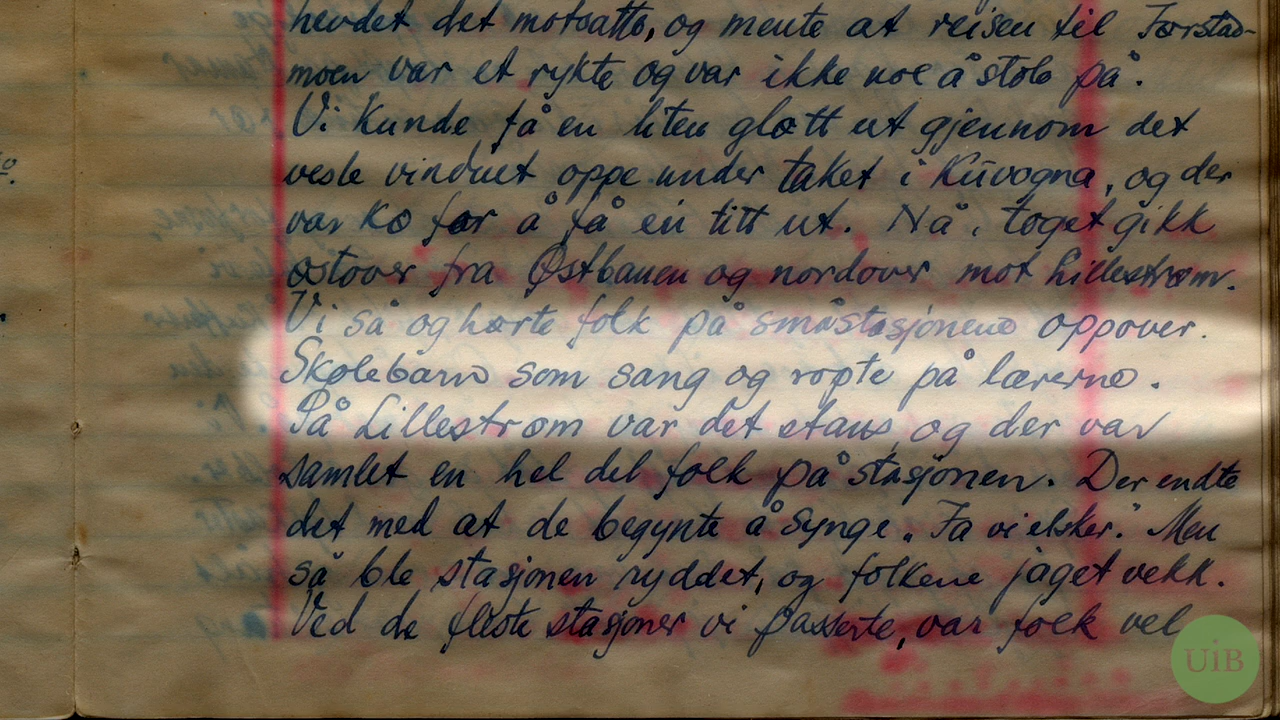 hevdet det motsatte, og mente at reisen til Jørstad-
moen var et rykte og var ikke noe å stole på.
Vi kunde få en liten gløtt ut gjennom det
vesle vinduet oppe under taket i kuvogna, og der
var kø for å få en titt ut. Nå, toget gikk
østover fra Østbanen og nordover mot Lillestrøm.
Vi så og hørte folk på småstasjonene oppover.
Skolebarn som sang og ropte på lærerne.
På Lillestrøm var det stans, og der var
samlet en hel del folk på stasjonen. Der endte
det med at de begynte å synge „Ja vi elsker." Men
så ble stasjonen ryddet, og folkene jaget vekk.
Ved de fleste stasjoner vi passerte, var folk vel
UiB